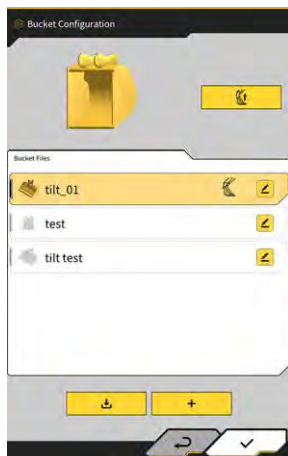 Bucket Configuration
Bucket Files
tilt_01
test
tilt test